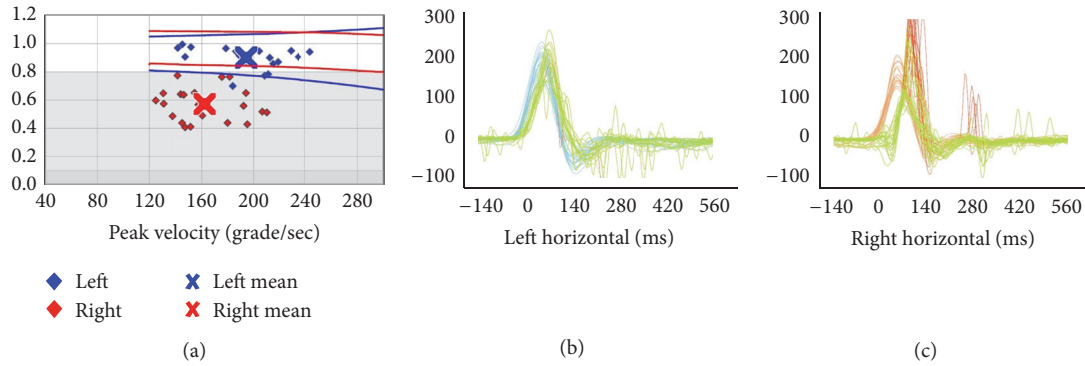 1.2
1.0
0.8
0.6
0.4
0.2
0.0
40 80 120 160 200 240 280
Peak velocity (grade/sec)
Left
Left mean
Right
Right mean
(a)
300
200
100
0
−100
−140 0 140 280 420 560
Left horizontal (ms)
(b)
300
200
100
0
−100
−140 0 140 280 420 560
Right horizontal (ms)
(c)